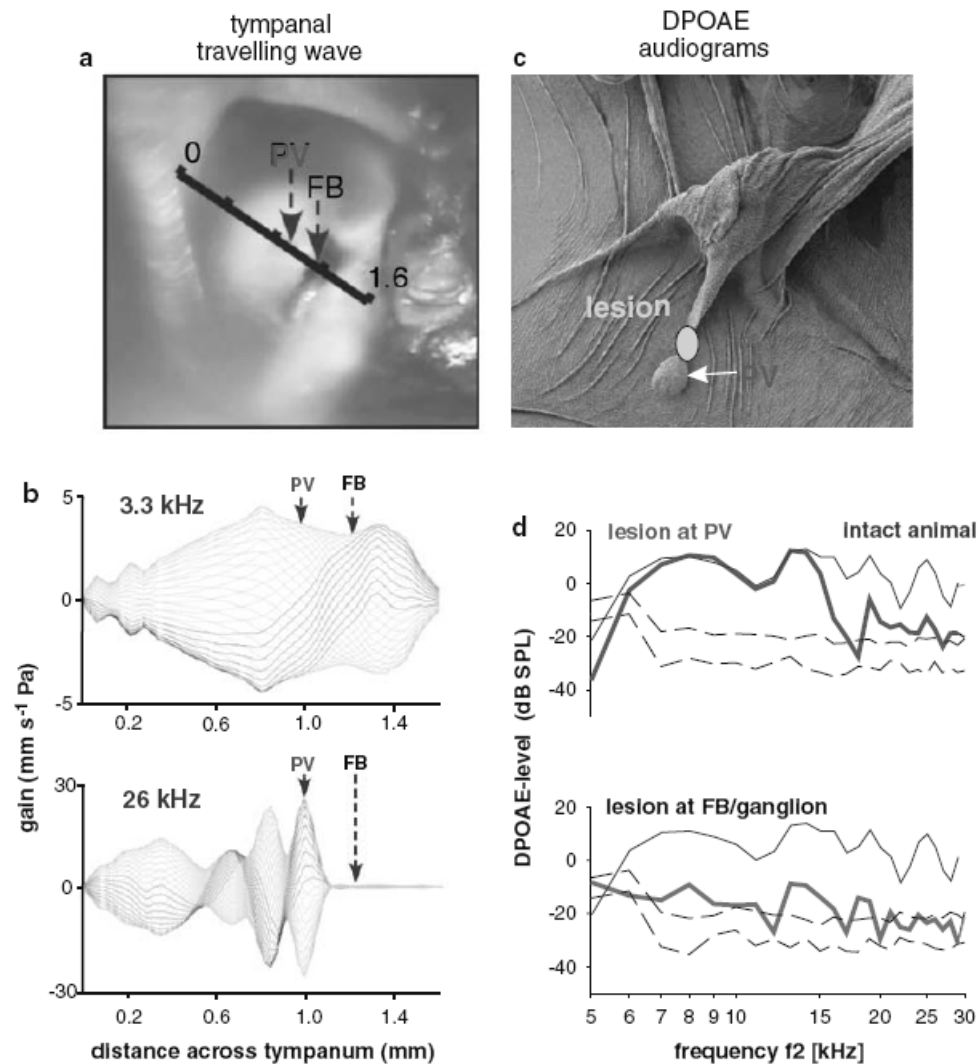 tympanal
travelling wave
a
0
PV
FB
1.6
DPOAE
audiograms
c
lesion
PV
b
3.3 kHz
PV
FB
5
0
-5
0.2
0.6
1.0
1.4
26 kHz
PV
FB
30
0
-30
0.2
0.6
1.0
1.4
gain (mm s⁻¹ Pa)
distance across tympanum (mm)
d
lesion at PV
intact animal
20
0
-20
-40
lesion at FB/ganglion
20
0
-20
-40
5 6 7 8 9 10 15 20 25 30
DPOAE-level (dB SPL)
frequency f2 [kHz]